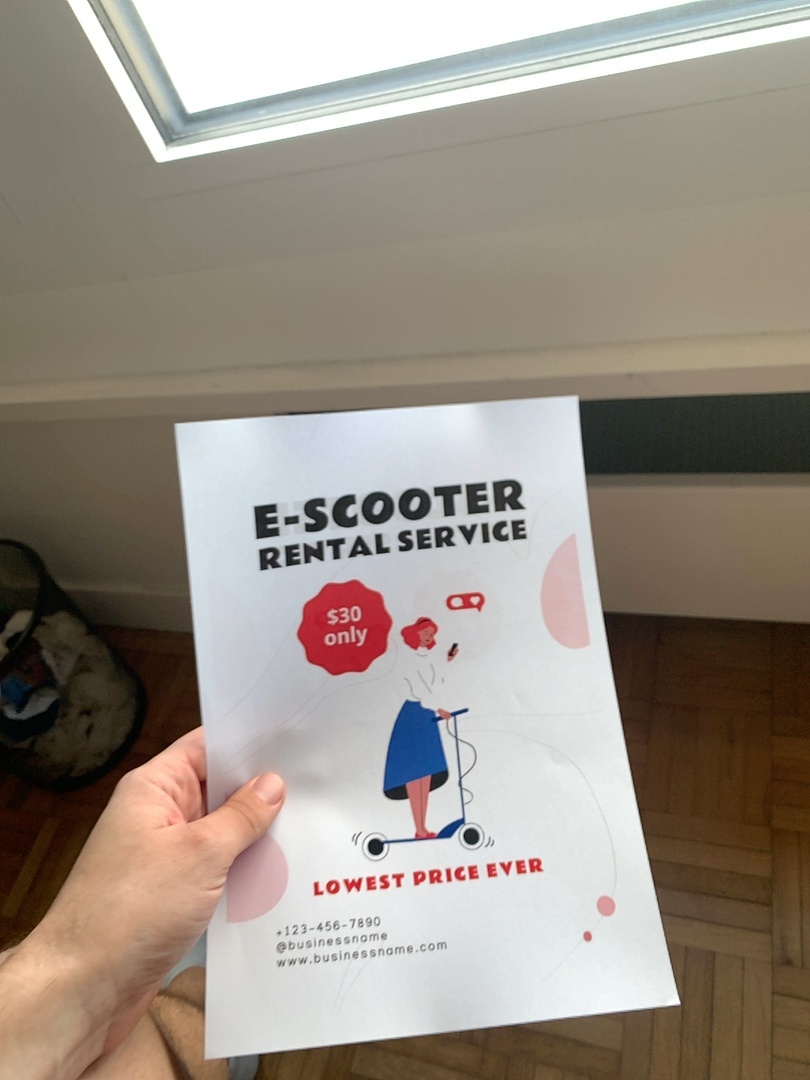 E-SCOOTER
RENTAL SERVICE
$30
only
LOWEST PRICE EVER
+123-456-7890
@businessname
www.businessname.com